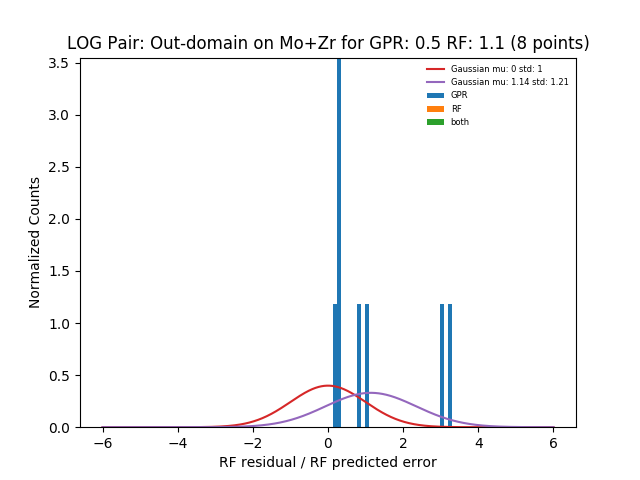 LOG Pair: Out-domain on Mo+Zr for GPR: 0.5 RF: 1.1 (8 points)
Gaussian mu: 0 std: 1
Gaussian mu: 1.14 std: 1.21
GPR
RF
both
Normalized Counts
3.5
3.0
2.5
2.0
1.5
1.0
0.5
0.0
−6 −4 −2 0 2 4 6
RF residual / RF predicted error